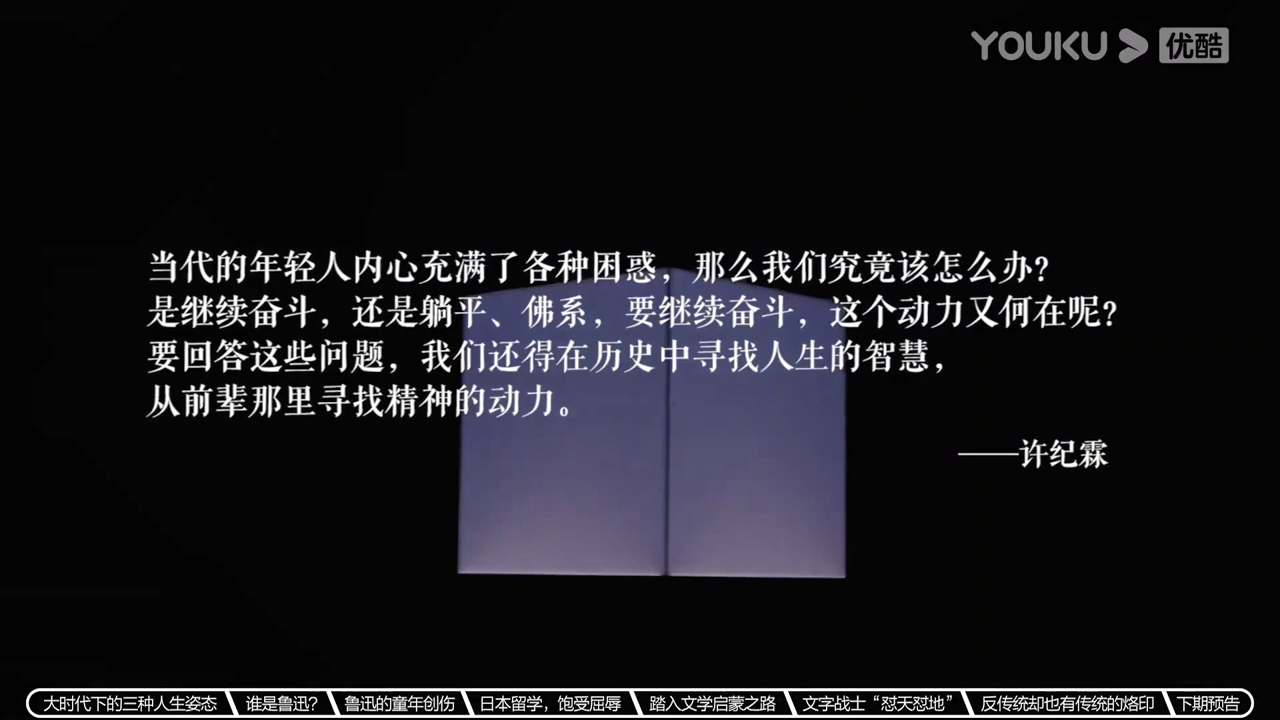 YOUKU 优酷
当代的年轻人内心充满了各种困惑，那么我们究竟该怎么办？
是继续奋斗，还是躺平、佛系，要继续奋斗，这个动力又何在呢？
要回答这些问题，我们还得在历史中寻找人生的智慧，
从前辈那里寻找精神的动力。
——许纪霖
大时代下的三种人生姿态 谁是鲁迅？ 鲁迅的童年创伤 日本留学，饱受屈辱 踏入文学启蒙之路 文字战士“怼天怼地” 反传统却也有传统的烙印 下期预告